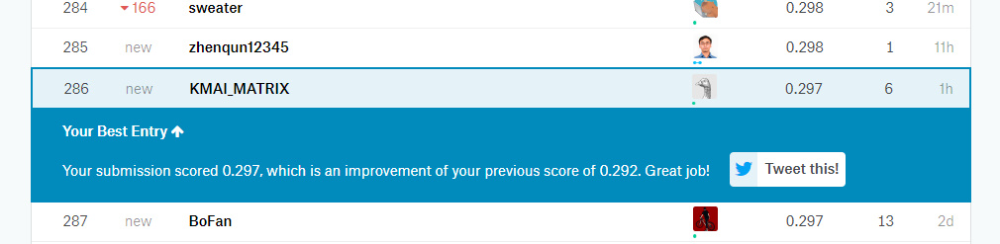 284 166 sweater 0.298 3 21m
285 new zhenqun12345 0.298 1 11h
286 new KMAI_MATRIX 0.297 6 1h
Your Best Entry
Your submission scored 0.297, which is an improvement of your previous score of 0.292. Great job! Tweet this!
287 new BoFan 0.297 13 2d